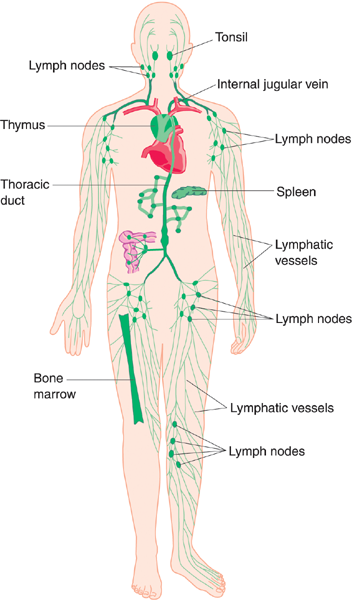 Tonsil
Lymph nodes
Internal jugular vein
Thymus
Lymph nodes
Thoracic
duct
Spleen
Lymphatic
vessels
Lymph nodes
Bone
marrow
Lymphatic vessels
Lymph nodes